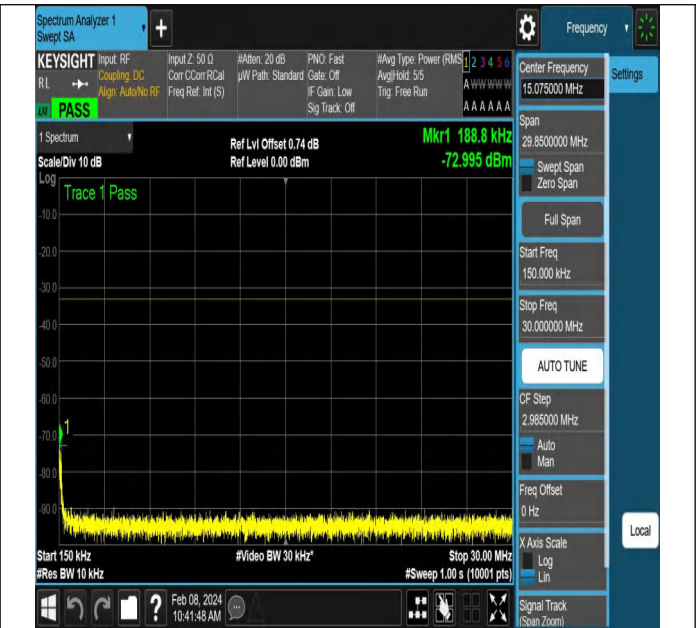 Spectrum Analyzer 1
Swept SA
+
Frequency
KEYSIGHT
RL
PASS
Input: RF
Coupling: DC
Align: Auto/No RF
Input Z: 50 Ω
Corr CCorr RCal
Freq Ref: Int (S)
#Atten: 20 dB
µW Path: Standard
PNO: Fast
Gate: Off
IF Gain: Low
Sig Track: Off
#Avg Type: Power (RMS
Avg|Hold: 5/5
Trig: Free Run
1 2 3 4 5 6
A W W W W W
A A A A A A
Center Frequency
15.075000 MHz
Settings
1 Spectrum
Scale/Div 10 dB
Ref Lvl Offset 0.74 dB
Ref Level 0.00 dBm
Mkr1 188.8 kHz
-72.995 dBm
Log
Trace 1 Pass
-10.0
-20.0
-30.0
-40.0
-50.0
-60.0
-70.0
-80.0
-90.0
1
Start 150 kHz
#Res BW 10 kHz
#Video BW 30 kHz*
Stop 30.00 MHz
#Sweep 1.00 s (10001 pts)
Span
29.8500000 MHz
Swept Span
Zero Span
Full Span
Start Freq
150.000 kHz
Stop Freq
30.000000 MHz
AUTO TUNE
CF Step
2.985000 MHz
Auto
Man
Freq Offset
0 Hz
X Axis Scale
Log
Lin
Local
Signal Track
(Span Zoom)
?
Feb 08, 2024
10:41:48 AM